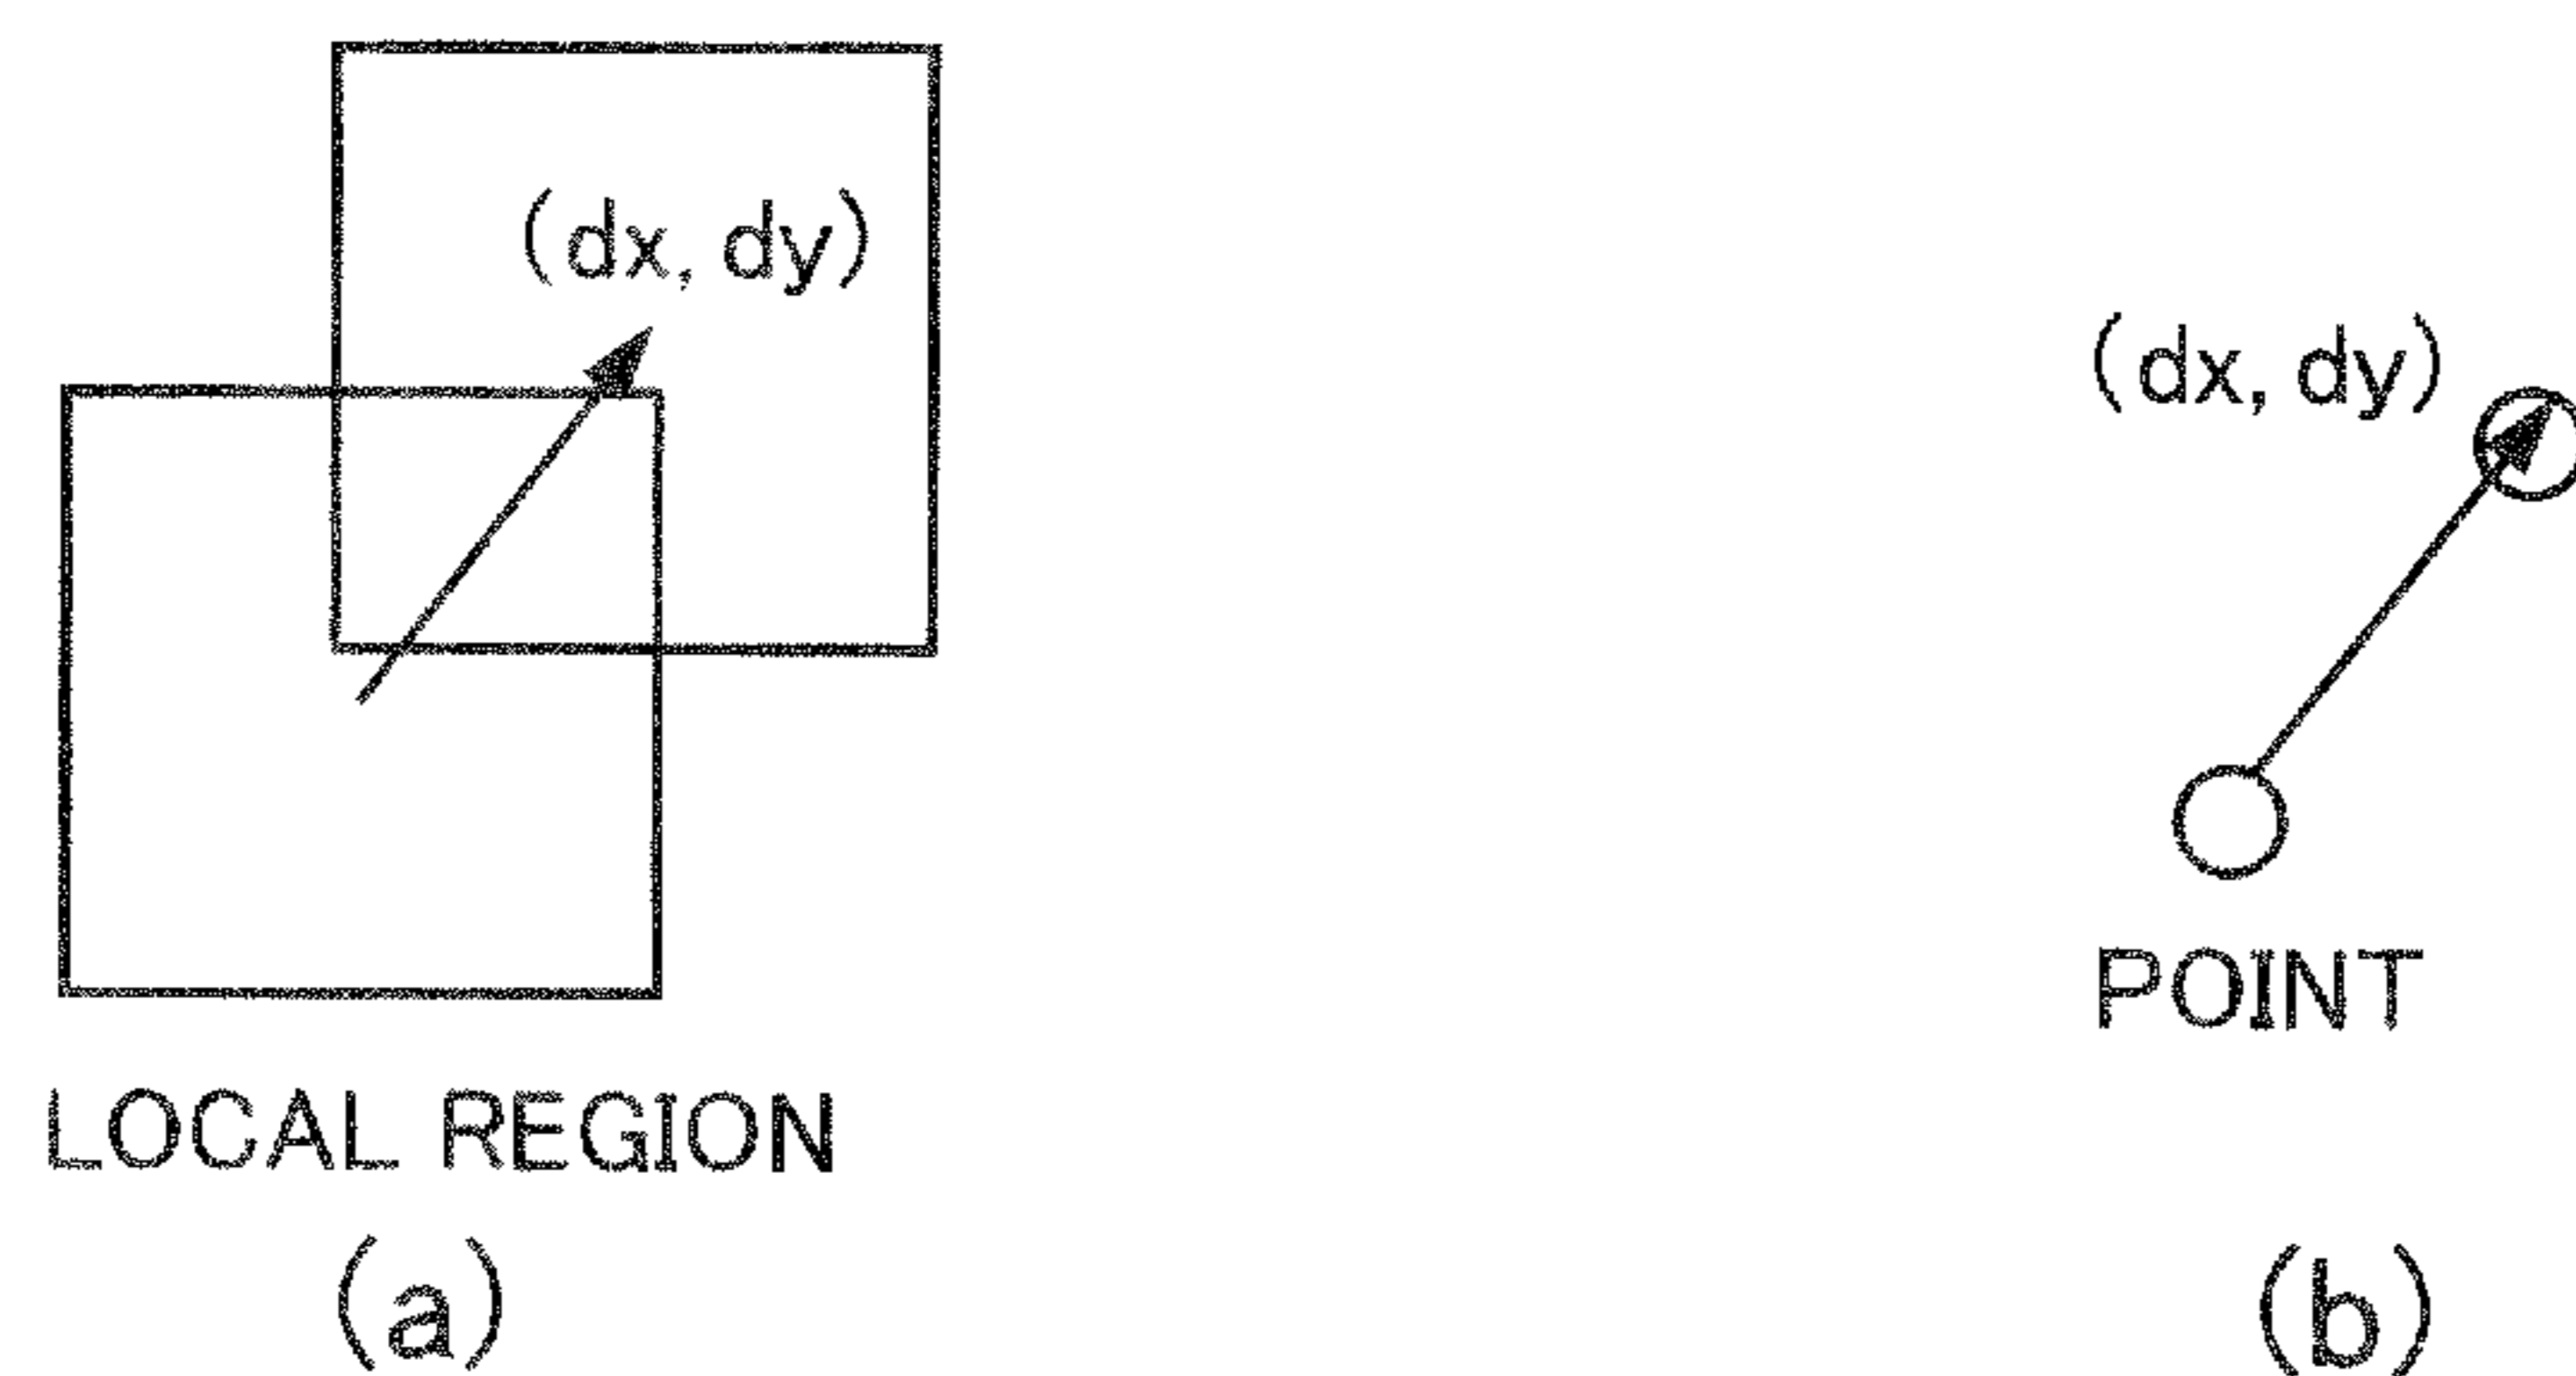 (dx, dy)
LOCAL REGION
(a)
(dx, dy)
POINT
(b)